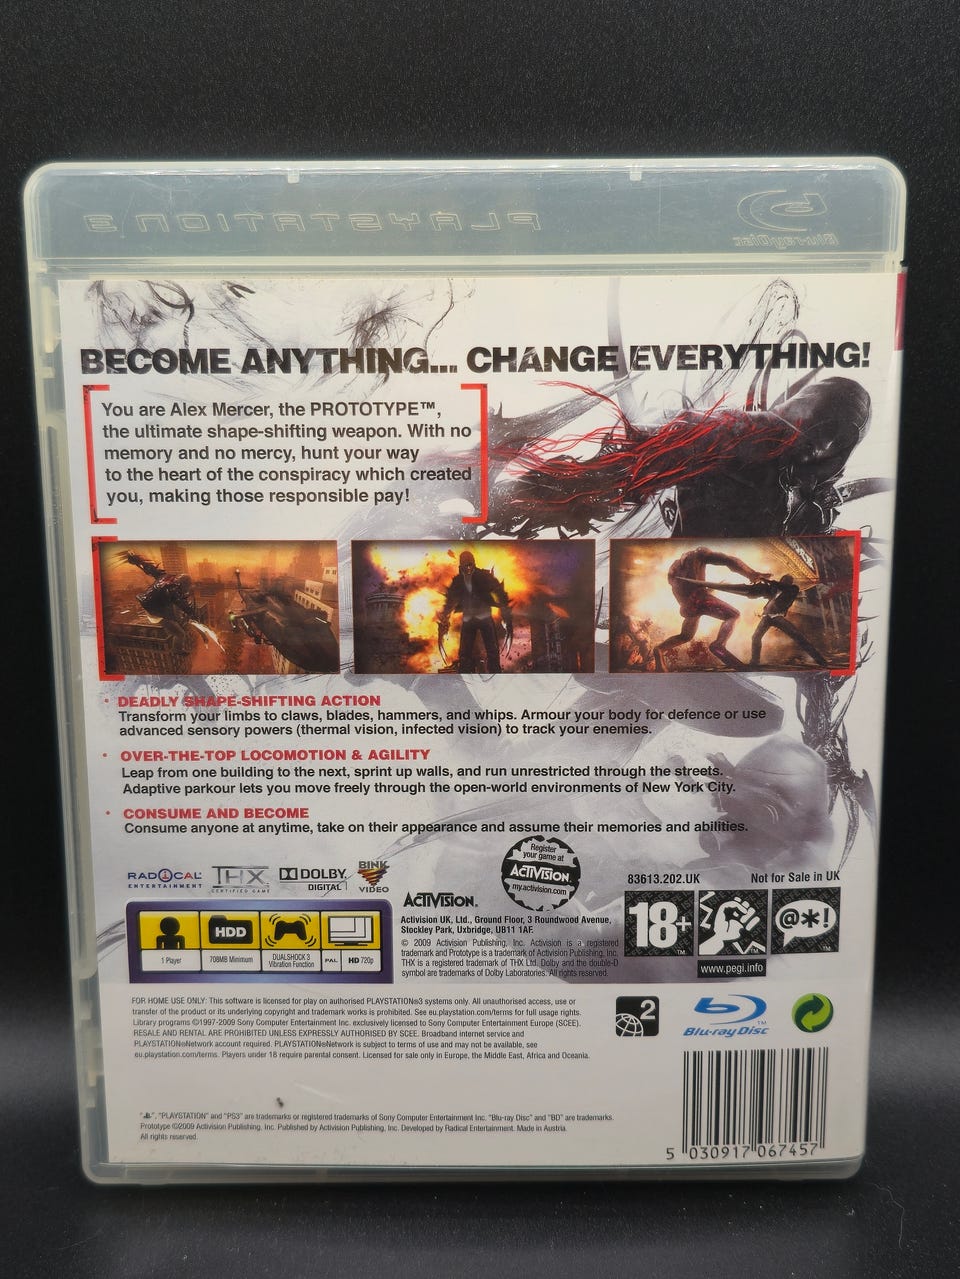 PLAYSTATION 3
Blu-ray Disc
BECOME ANYTHING... CHANGE EVERYTHING!
You are Alex Mercer, the PROTOTYPE™,
the ultimate shape-shifting weapon. With no
memory and no mercy, hunt your way
to the heart of the conspiracy which created
you, making those responsible pay!
• DEADLY SHAPE-SHIFTING ACTION
Transform your limbs to claws, blades, hammers, and whips. Armour your body for defence or use
advanced sensory powers (thermal vision, infected vision) to track your enemies.
• OVER-THE-TOP LOCOMOTION & AGILITY
Leap from one building to the next, sprint up walls, and run unrestricted through the streets.
Adaptive parkour lets you move freely through the open-world environments of New York City.
• CONSUME AND BECOME
Consume anyone at anytime, take on their appearance and assume their memories and abilities.
RADICAL
ENTERTAINMENT
THX
CERTIFIED GAME
DOLBY
DIGITAL
BINK
VIDEO
Register
your game at
ACTIVISION.
my.activision.com
ACTIVISION.
Activision UK, Ltd., Ground Floor, 3 Roundwood Avenue,
Stockley Park, Uxbridge, UB11 1AF.
© 2009 Activision Publishing, Inc. Activision is a registered
trademark and Prototype is a trademark of Activision Publishing, Inc.
THX is a registered trademark of THX Ltd. Dolby and the double-D
symbol are trademarks of Dolby Laboratories. All rights reserved.
83613.202.UK
Not for Sale in UK
18+™
™
@*!™
www.pegi.info
HDD
1 Player
708MB Minimum
DUALSHOCK 3
Vibration Function
PAL
HD 720p
FOR HOME USE ONLY: This software is licensed for play on authorised PLAYSTATION®3 systems only. All unauthorised access, use or
transfer of the product or its underlying copyright and trademark works is prohibited. See eu.playstation.com/terms for full usage rights.
Library programs ©1997-2009 Sony Computer Entertainment Inc. exclusively licensed to Sony Computer Entertainment Europe (SCEE).
RESALE AND RENTAL ARE PROHIBITED UNLESS EXPRESSLY AUTHORISED BY SCEE. Broadband internet service and
PLAYSTATION®Network account required. PLAYSTATION®Network is subject to terms of use and may not be available, see
eu.playstation.com/terms. Players under 18 require parental consent. Licensed for sale only in Europe, the Middle East, Africa and Oceania.
2
Blu-ray Disc™
", "PLAYSTATION" and "PS3" are trademarks or registered trademarks of Sony Computer Entertainment Inc. "Blu-ray Disc" and "BD" are trademarks.
Prototype ©2009 Activision Publishing, Inc. Published by Activision Publishing, Inc. Developed by Radical Entertainment. Made in Austria.
All rights reserved.
5 030917 067457